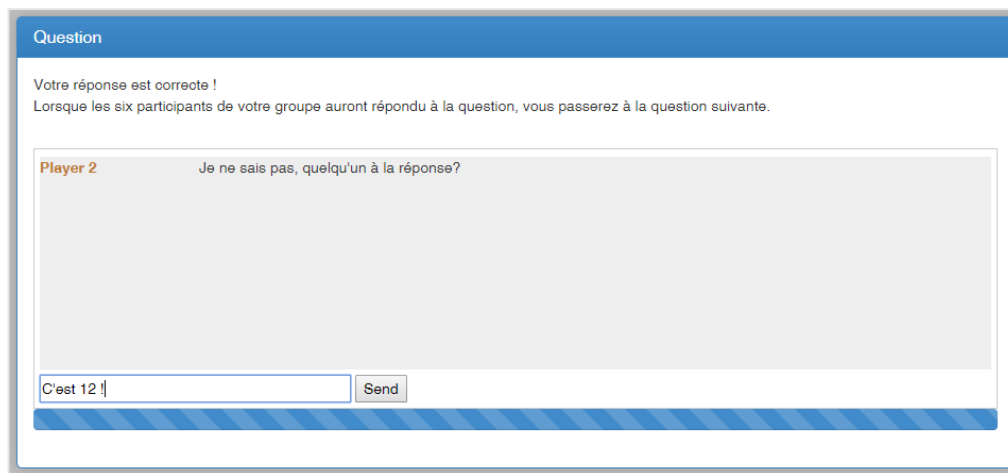 Question
Votre réponse est correcte !
Lorsque les six participants de votre groupe auront répondu à la question, vous passerez à la question suivante.
Player 2 Je ne sais pas, quelqu'un à la réponse?
C'est 12 !
Send